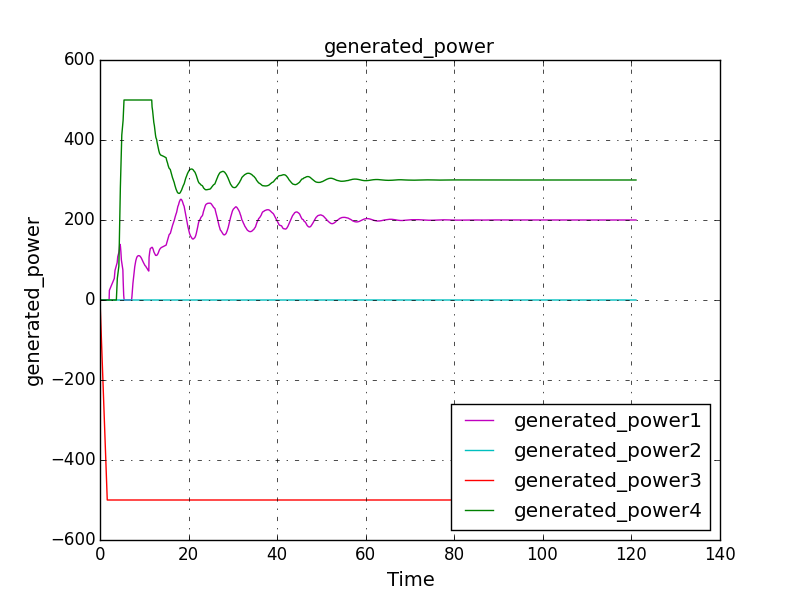 generated_power
600
400
200
0
−200
−400
−600
generated_power
generated_power1
generated_power2
generated_power3
generated_power4
0 20 40 60 80 100 120 140
Time